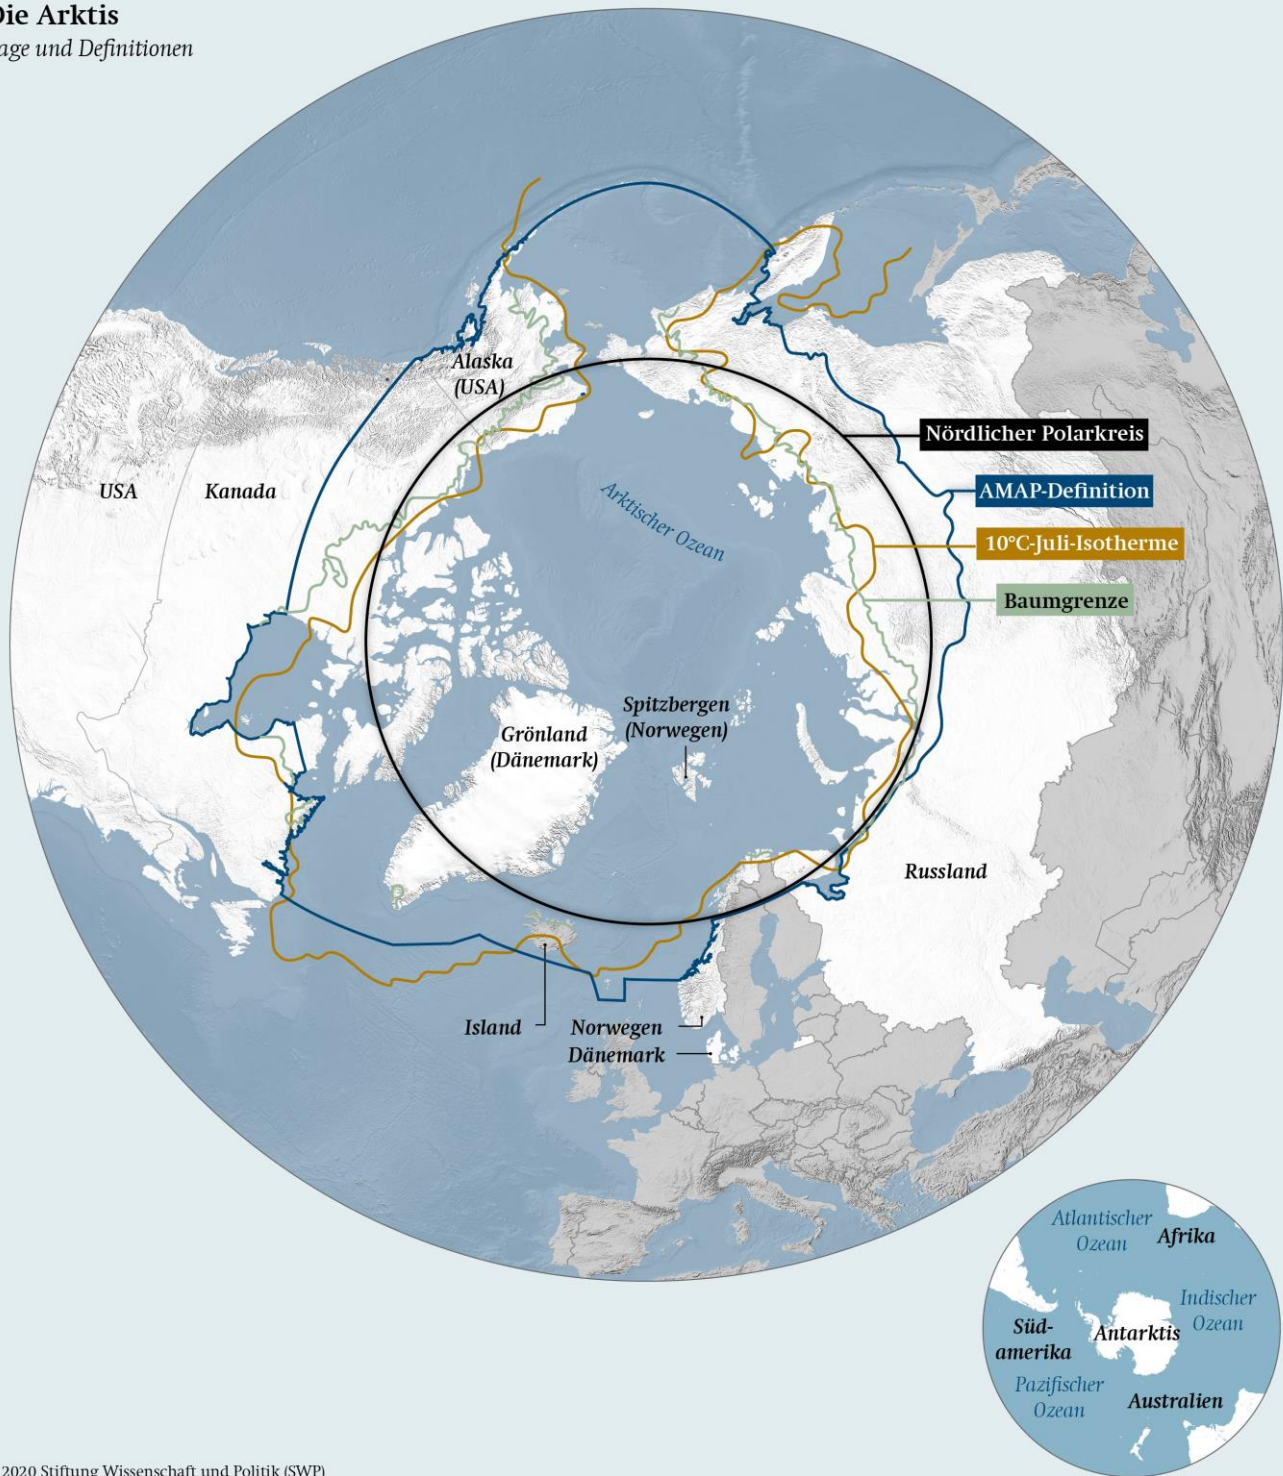 Die Arktis
age und Definitionen
Alaska
(USA)
Nördlicher Polarkreis
USA
Kanada
Arktischer Ozean
AMAP-Definition
10°C-Juli-Isotherme
Baumgrenze
Spitzbergen
(Norwegen)
Grönland
(Dänemark)
Russland
Island
Norwegen
Dänemark
Atlantischer
Ozean
Afrika
Indischer
Ozean
Süd-
amerika
Antarktis
Pazifischer
Ozean
Australien
2020 Stiftung Wissenschaft und Politik (SWP)